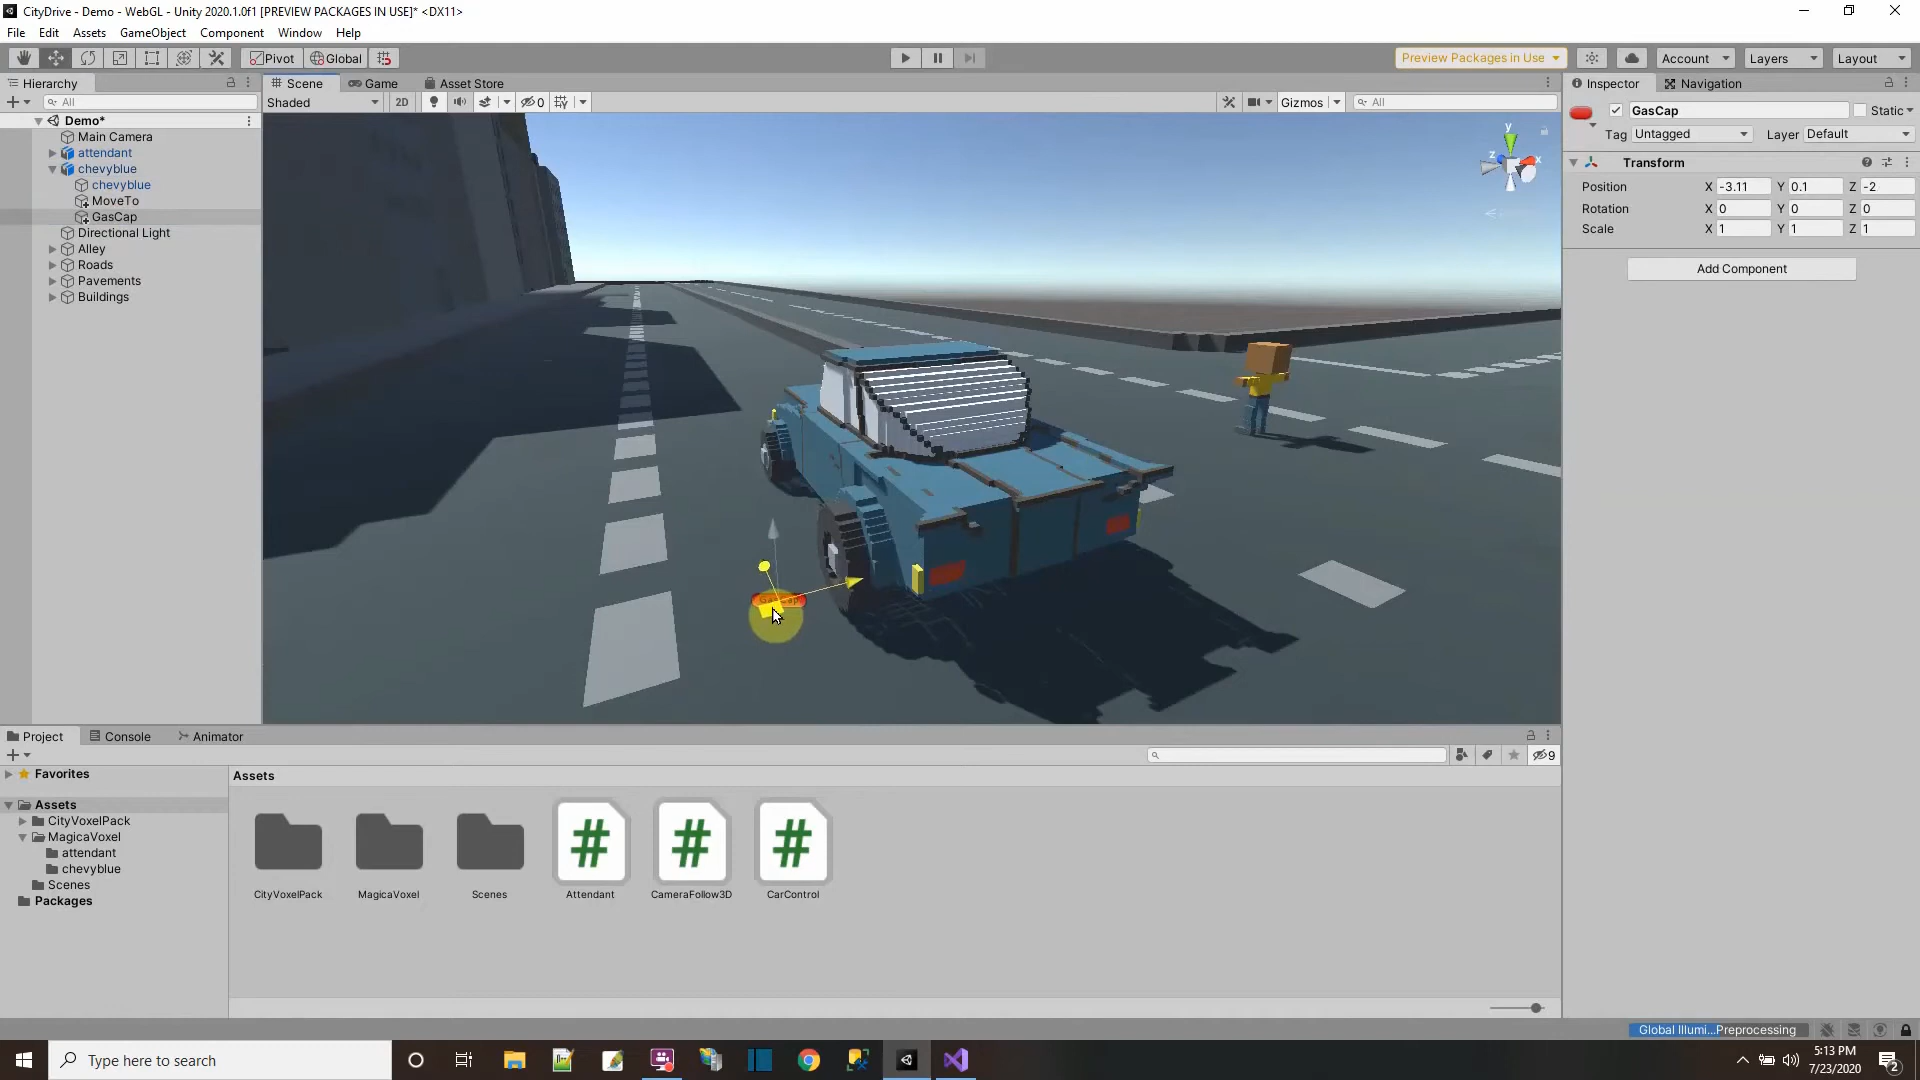 CityDrive - Demo - WebGL - Unity 2020.1.0f1 [PREVIEW PACKAGES IN USE]* <DX11>
File Edit Assets GameObject Component Window Help
Pivot Global Preview Packages in Use Account Layers Layout
Hierarchy
All
Demo*
Main Camera
attendant
chevyblue
chevyblue
MoveTo
GasCap
Directional Light
Alley
Roads
Pavements
Buildings
Scene Game Asset Store
Shaded 2D 0 Gizmos All
y
z x
GasCap
Inspector Navigation
GasCap Static
Tag Untagged Layer Default
Transform
Position X -3.11 Y 0.1 Z -2
Rotation X 0 Y 0 Z 0
Scale X 1 Y 1 Z 1
Add Component
Project Console Animator
9
Favorites
Assets
CityVoxelPack
MagicaVoxel
attendant
chevyblue
Scenes
Packages
Assets
CityVoxelPack MagicaVoxel Scenes Attendant CameraFollow3D CarControl
Global Illumi...Preprocessing
Type here to search
5:13 PM
7/23/2020
2